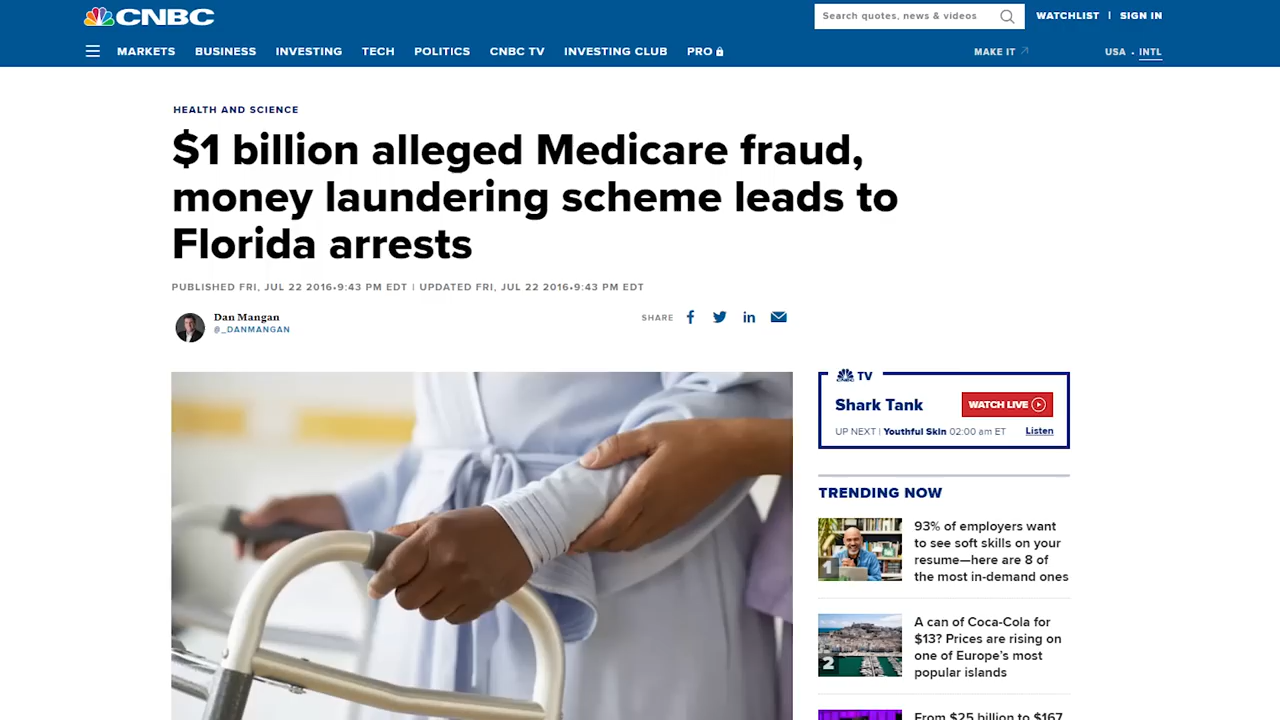 CNBC
Search quotes, news & videos
WATCHLIST | SIGN IN
MARKETS BUSINESS INVESTING TECH POLITICS CNBC TV INVESTING CLUB PRO
MAKE IT
USA • INTL
HEALTH AND SCIENCE
$1 billion alleged Medicare fraud,
money laundering scheme leads to
Florida arrests
PUBLISHED FRI, JUL 22 2016•9:43 PM EDT | UPDATED FRI, JUL 22 2016•9:43 PM EDT
Dan Mangan
@_DANMANGAN
SHARE
TV
Shark Tank
WATCH LIVE
UP NEXT | Youthful Skin 02:00 am ET
Listen
TRENDING NOW
1
93% of employers want
to see soft skills on your
resume—here are 8 of
the most in-demand ones
2
A can of Coca-Cola for
$13? Prices are rising on
one of Europe's most
popular islands
From $25 billion to $167